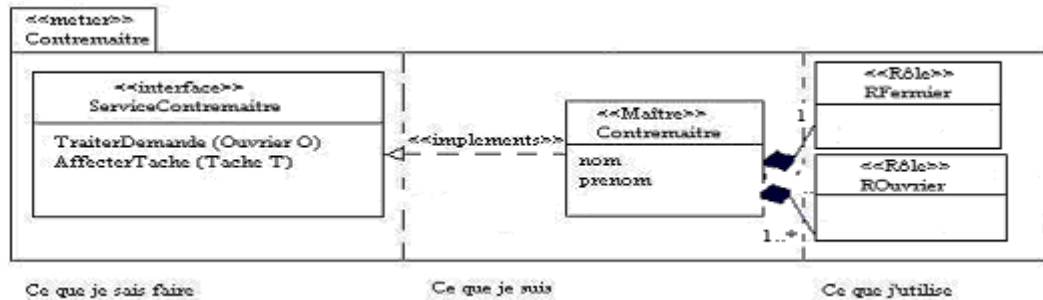 <<metier>>
Contremaitre
<<interface>>
ServiceContremaitre
TraiterDemande (Ouvrier O)
AffecterTache (Tache T)
<<implements>>
<<Maître>>
Contremaitre
nom
prenom
1
1..*
<<Rôle>>
RFermier
<<Rôle>>
ROuvrier
Ce que je sais faire
Ce que je suis
Ce que j'utilise